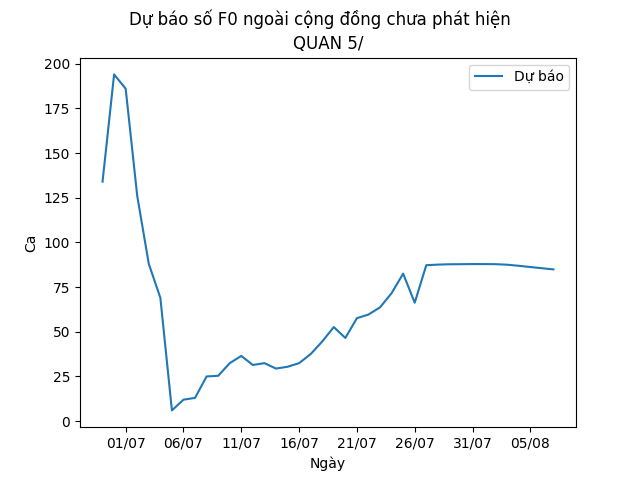 Dự báo số F0 ngoài cộng đồng chưa phát hiện
QUAN 5/
Dự báo
200
175
150
125
100
75
50
25
0
Ca
01/07 06/07 11/07 16/07 21/07 26/07 31/07 05/08
Ngày